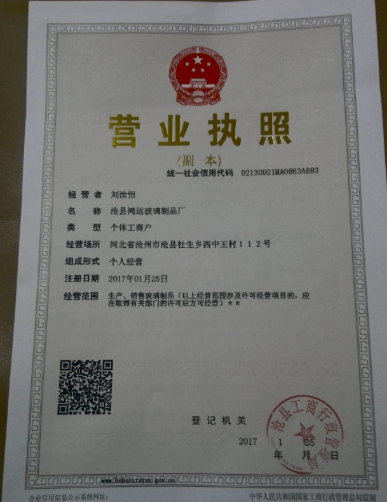 营业执照
(副本)
统一社会信用代码 92130921MA0863A683
经营者 刘汝恒
名称 沧县鸿运玻璃制品厂
类型 个体工商户
经营场所 河北省沧州市沧县杜生乡西中王村112号
组成形式 个人经营
注册日期 2017年01月25日
经营范围 生产、销售玻璃制品(以上经营范围涉及许可经营项目的,应
在取得有关部门的许可后方可经营)**
登记机关
沧县工商行政管理局
2017 年 1 月 25 日
企业信用信息公示系统网址:
中华人民共和国国家工商行政管理总局监制